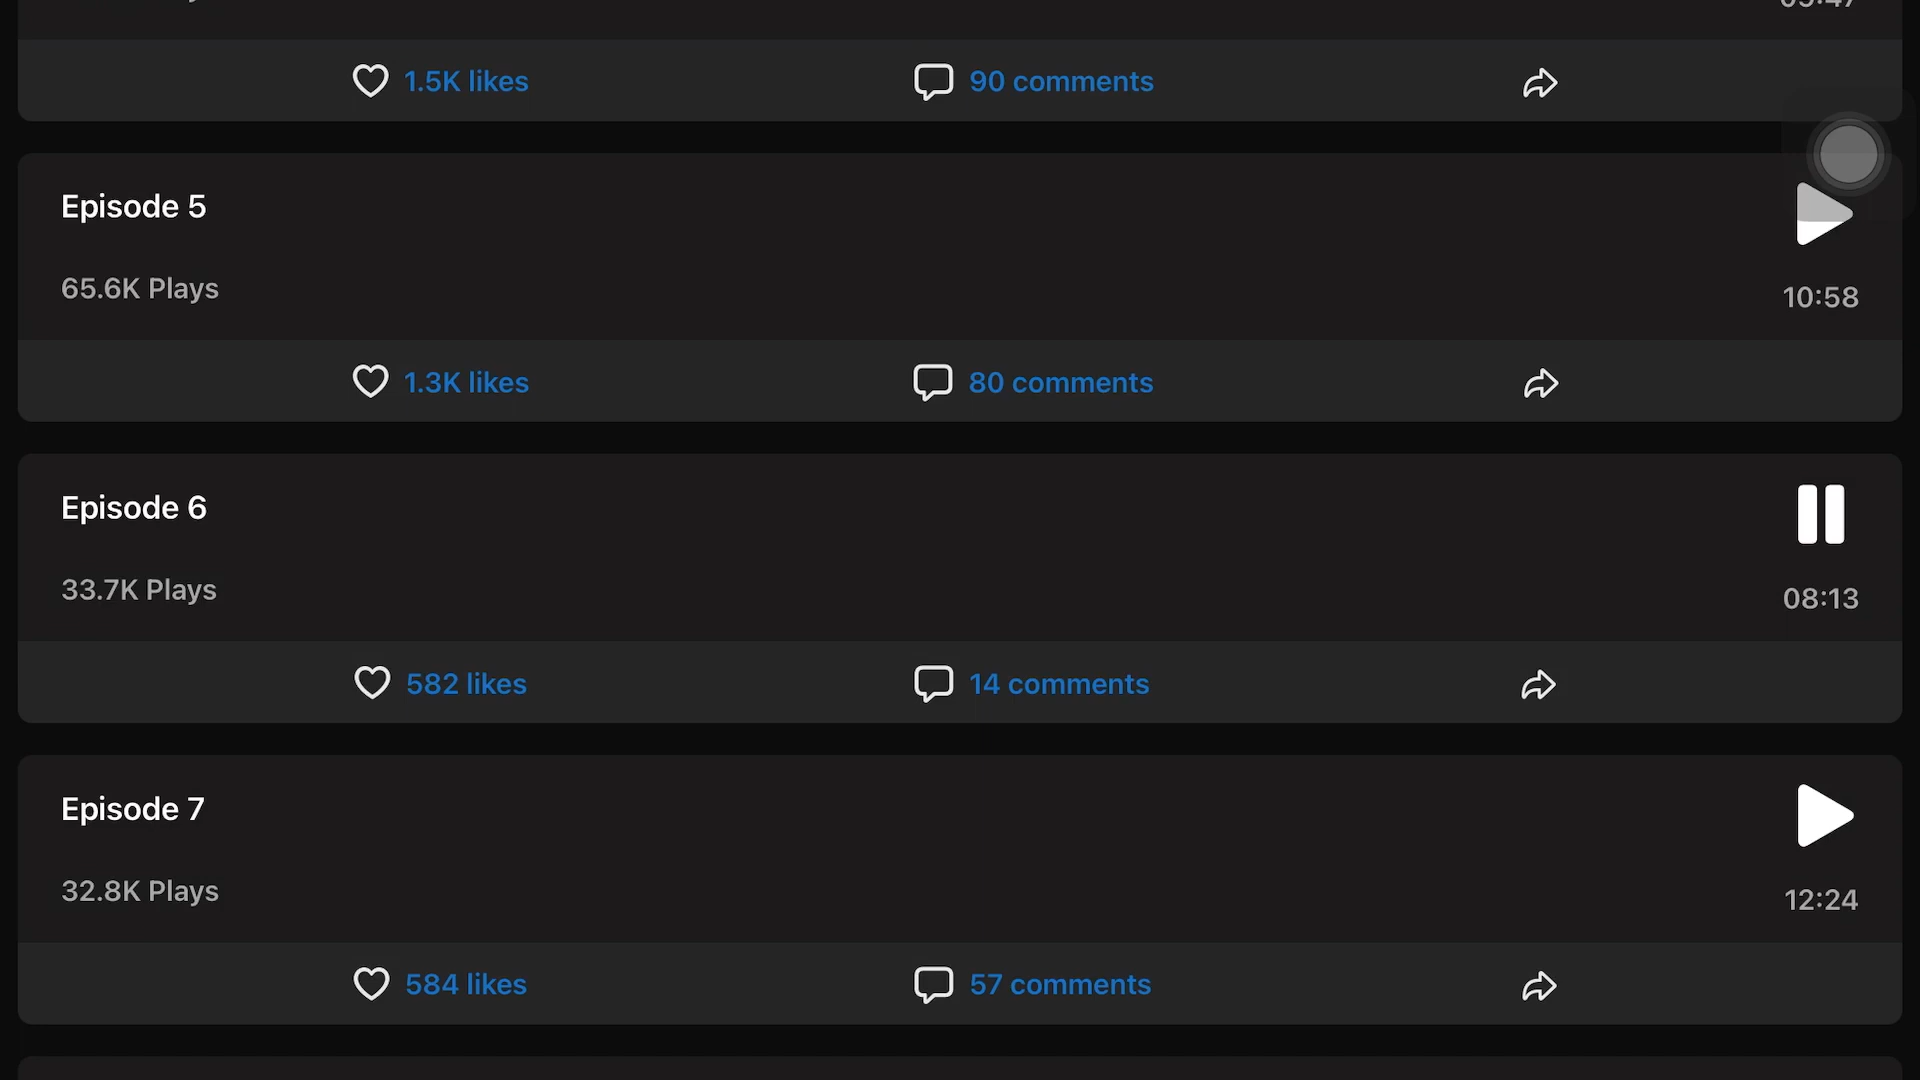 1.5K likes
90 comments
Episode 5
65.6K Plays
10:58
1.3K likes
80 comments
Episode 6
33.7K Plays
08:13
582 likes
14 comments
Episode 7
32.8K Plays
12:24
584 likes
57 comments